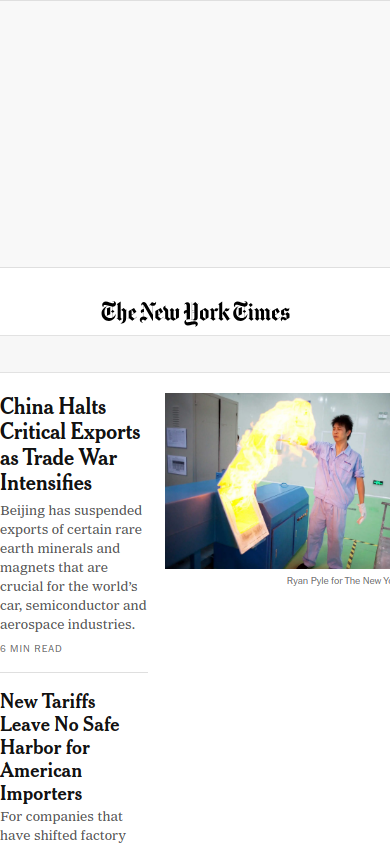 The New York Times
China Halts
Critical Exports
as Trade War
Intensifies
Beijing has suspended
exports of certain rare
earth minerals and
magnets that are
crucial for the world's
car, semiconductor and
aerospace industries.
6 MIN READ
Ryan Pyle for The New
New Tariffs
Leave No Safe
Harbor for
American
Importers
For companies that
have shifted factory